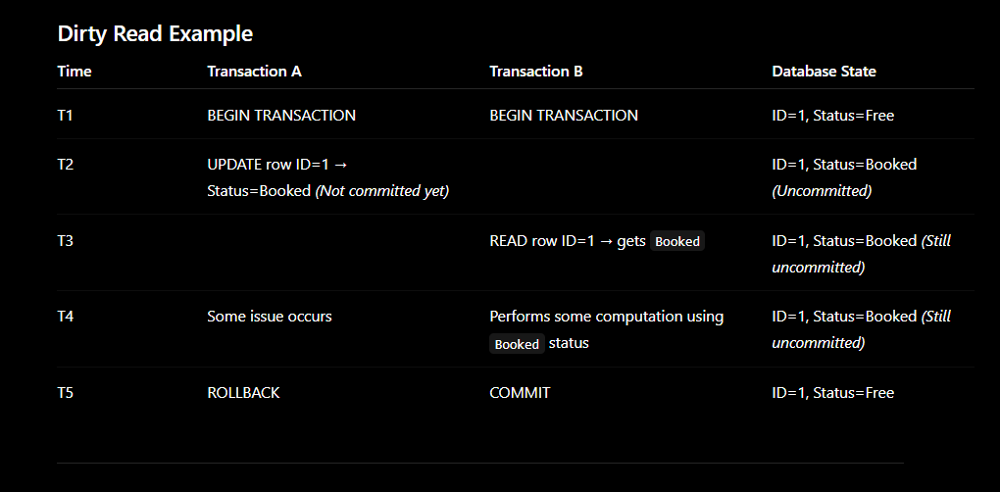 Dirty Read Example
Time Transaction A Transaction B Database State
T1 BEGIN TRANSACTION BEGIN TRANSACTION ID=1, Status=Free
T2 UPDATE row ID=1 → ID=1, Status=Booked
Status=Booked (Not committed yet) (Uncommitted)
T3 READ row ID=1 → gets Booked ID=1, Status=Booked (Still
uncommitted)
T4 Some issue occurs Performs some computation using ID=1, Status=Booked (Still
Booked status uncommitted)
T5 ROLLBACK COMMIT ID=1, Status=Free